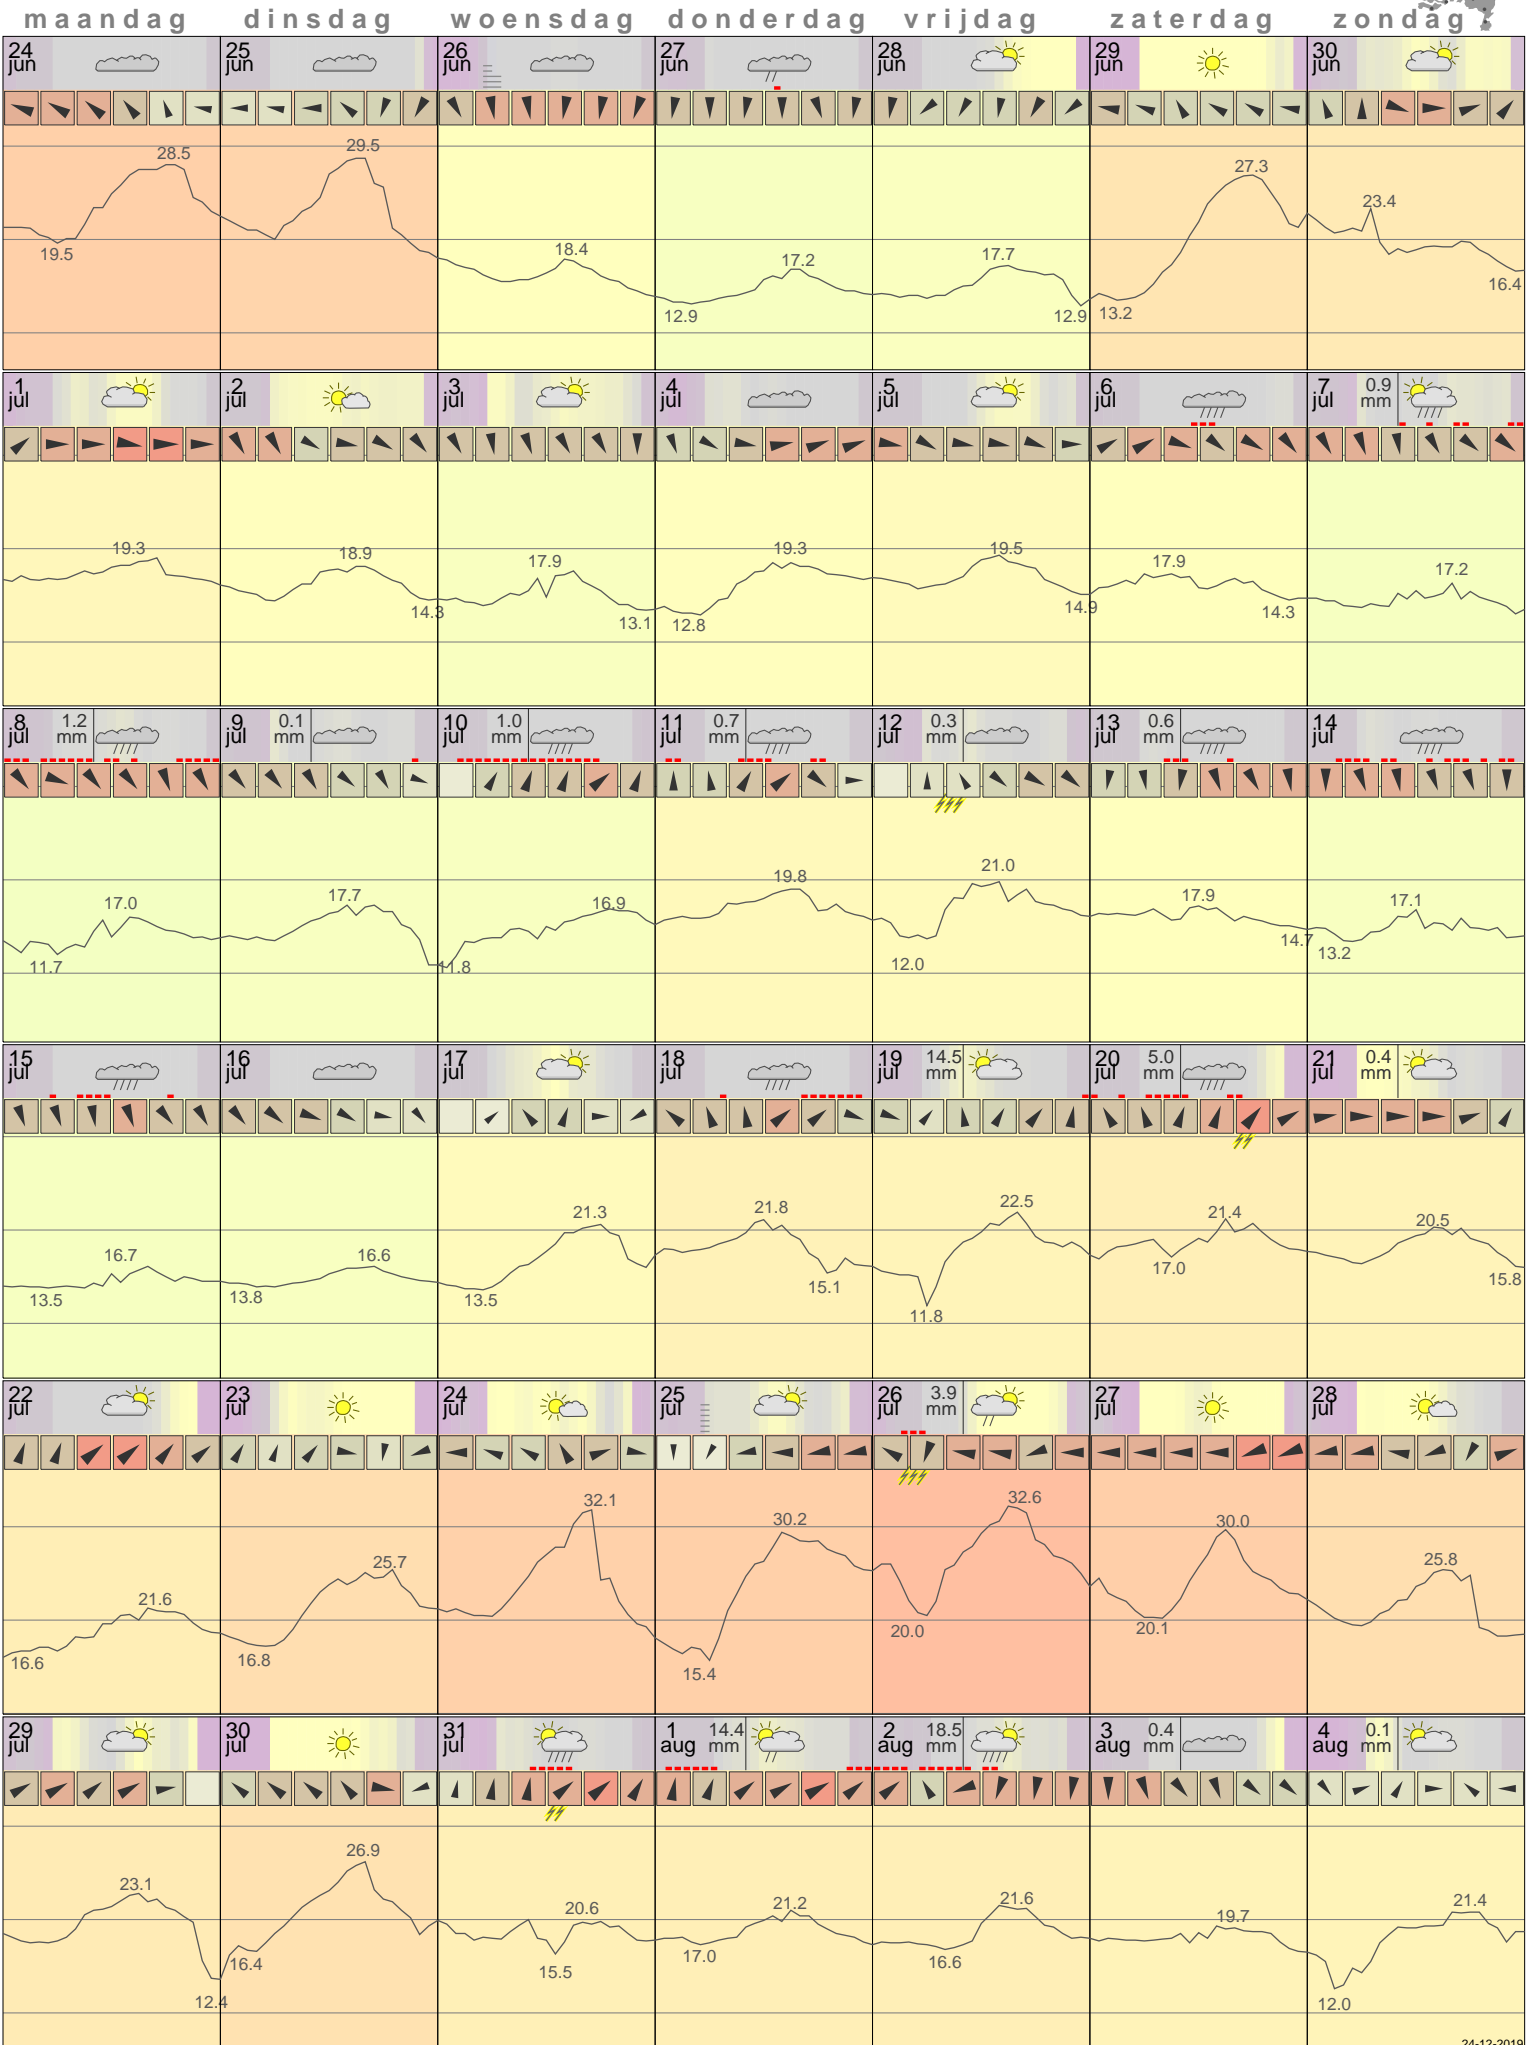 maandag dinsdag woensdag donderdag vrijdag zaterdag zondag
24 25 26 27 28 29 30
jun jun jun jun jun jun jun
28.5 29.5 27.3
23.4
19.5 18.4 17.2 17.7
16.4
12.9 12.9 13.2
1 2 3 4 5 6 7 0.9
jul jul jul jul jul jul jul mm
19.3 18.9 17.9 19.3 19.5 17.9 17.2
14.3 13.1 12.8 14.9 14.3
8 1.2 9 0.1 10 1.0 11 0.7 12 0.3 13 0.6 14
jul mm jul mm jul mm jul mm jul mm jul mm jul
17.0 17.7 16.9 19.8 21.0 17.9 17.1
11.7 11.8 12.0 14.7 13.2
15 16 17 18 19 14.5 20 5.0 21 0.4
jul jul jul jul jul mm jul mm jul mm
16.7 16.6 21.3 21.8 22.5 21.4 20.5
13.5 13.8 13.5 15.1 11.8 17.0 15.8
22 23 24 25 26 3.9 27 28
jul jul jul jul jul mm jul jul
21.6 25.7 32.1 30.2 32.6 30.0 25.8
16.6 16.8 15.4 20.0 20.1
29 30 31 1 14.4 2 18.5 3 0.4 4 0.1
jul jul jul aug mm aug mm aug mm aug mm
23.1 26.9 20.6 21.2 21.6 19.7 21.4
12.4 16.4 15.5 17.0 16.6 12.0
24-12-2019